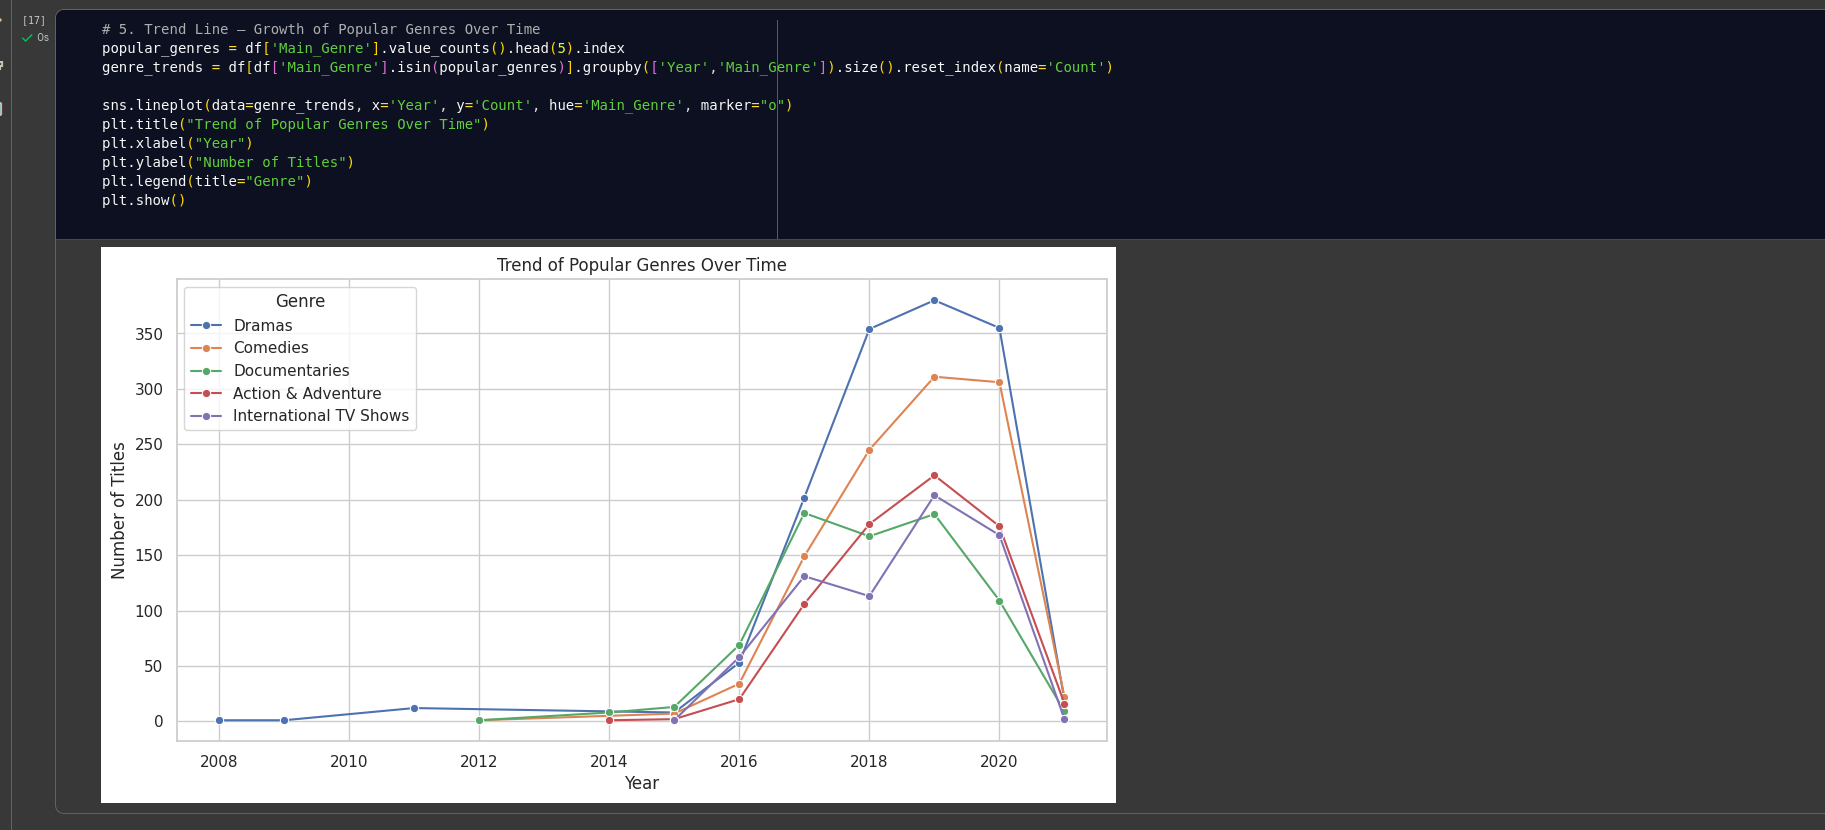 [17]
0s
# 5. Trend Line – Growth of Popular Genres Over Time
popular_genres = df['Main_Genre'].value_counts().head(5).index
genre_trends = df[df['Main_Genre'].isin(popular_genres)].groupby(['Year','Main_Genre']).size().reset_index(name='Count')
sns.lineplot(data=genre_trends, x='Year', y='Count', hue='Main_Genre', marker="o")
plt.title("Trend of Popular Genres Over Time")
plt.xlabel("Year")
plt.ylabel("Number of Titles")
plt.legend(title="Genre")
plt.show()
Trend of Popular Genres Over Time
Genre
Dramas
Comedies
Documentaries
Action & Adventure
International TV Shows
Number of Titles
350
300
250
200
150
100
50
0
2008 2010 2012 2014 2016 2018 2020
Year